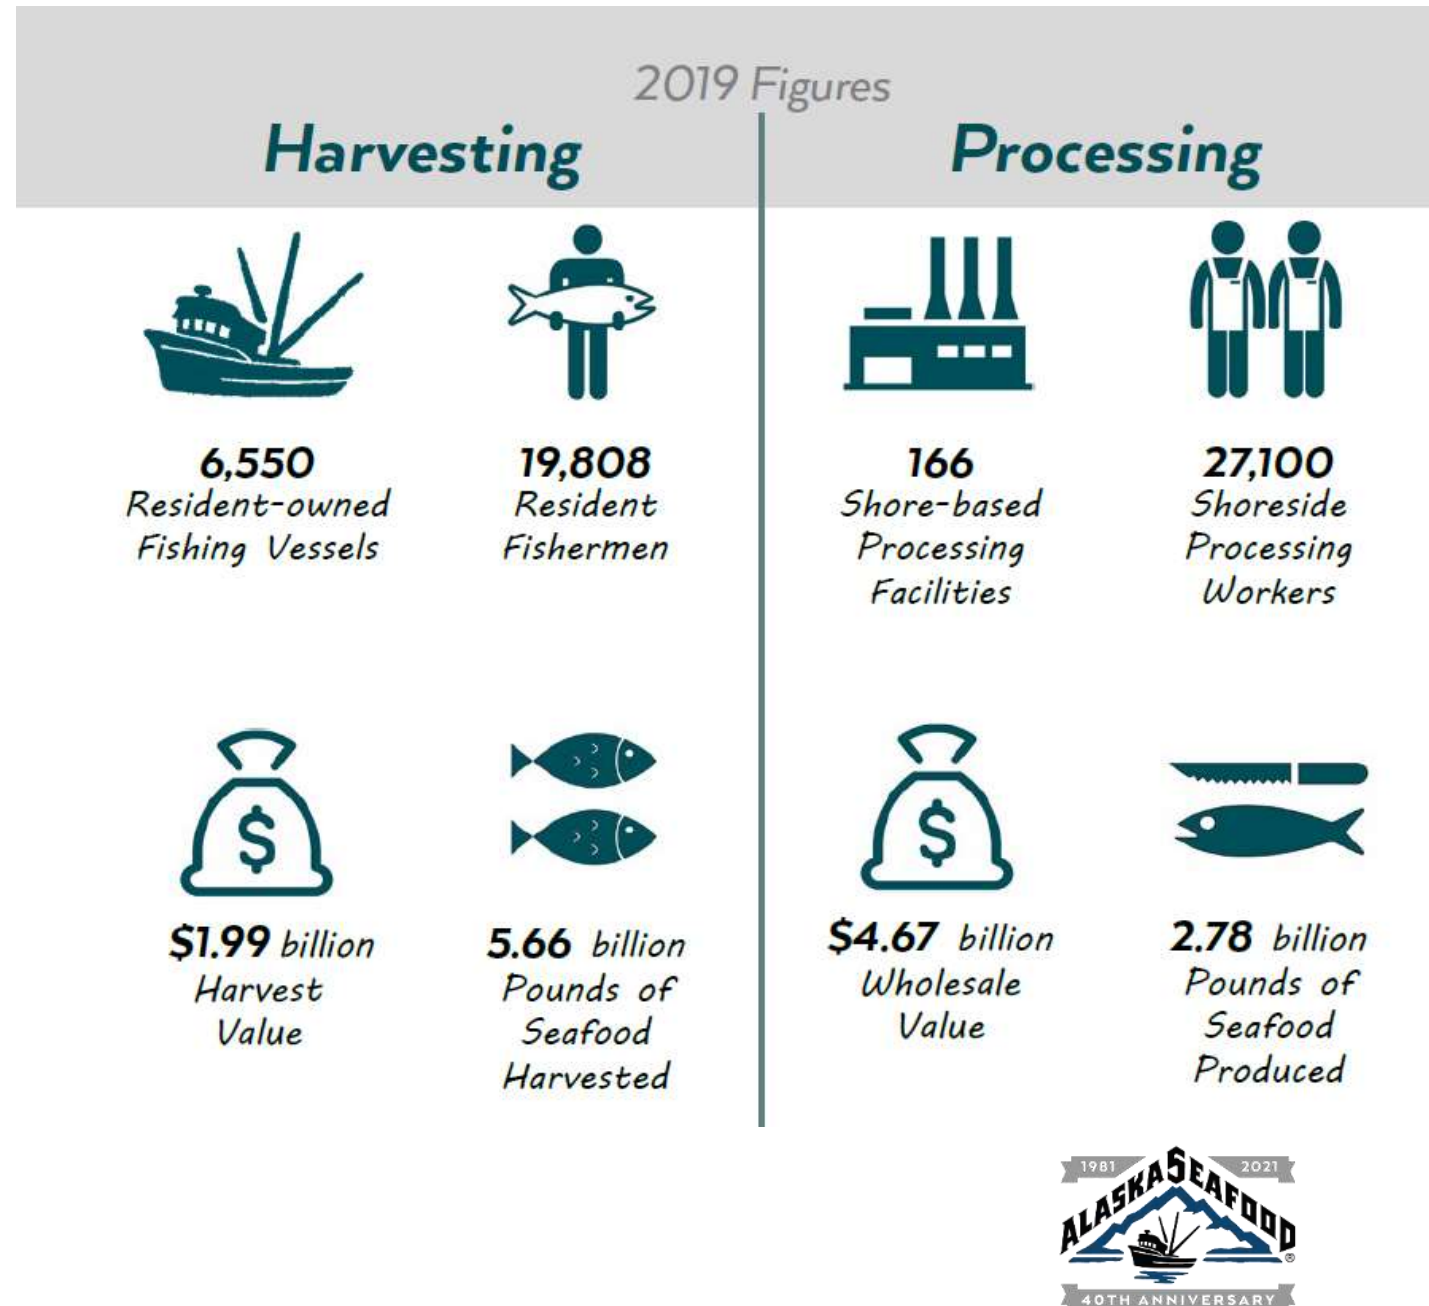 2019 Figures
Harvesting
Processing
6,550
Resident-owned
Fishing Vessels
19,808
Resident
Fishermen
166
Shore-based
Processing
Facilities
27,100
Shoreside
Processing
Workers
$
$1.99 billion
Harvest
Value
5.66 billion
Pounds of
Seafood
Harvested
$
$4.67 billion
Wholesale
Value
2.78 billion
Pounds of
Seafood
Produced
1981 2021
ALASKA SEAFOOD
®
40TH ANNIVERSARY